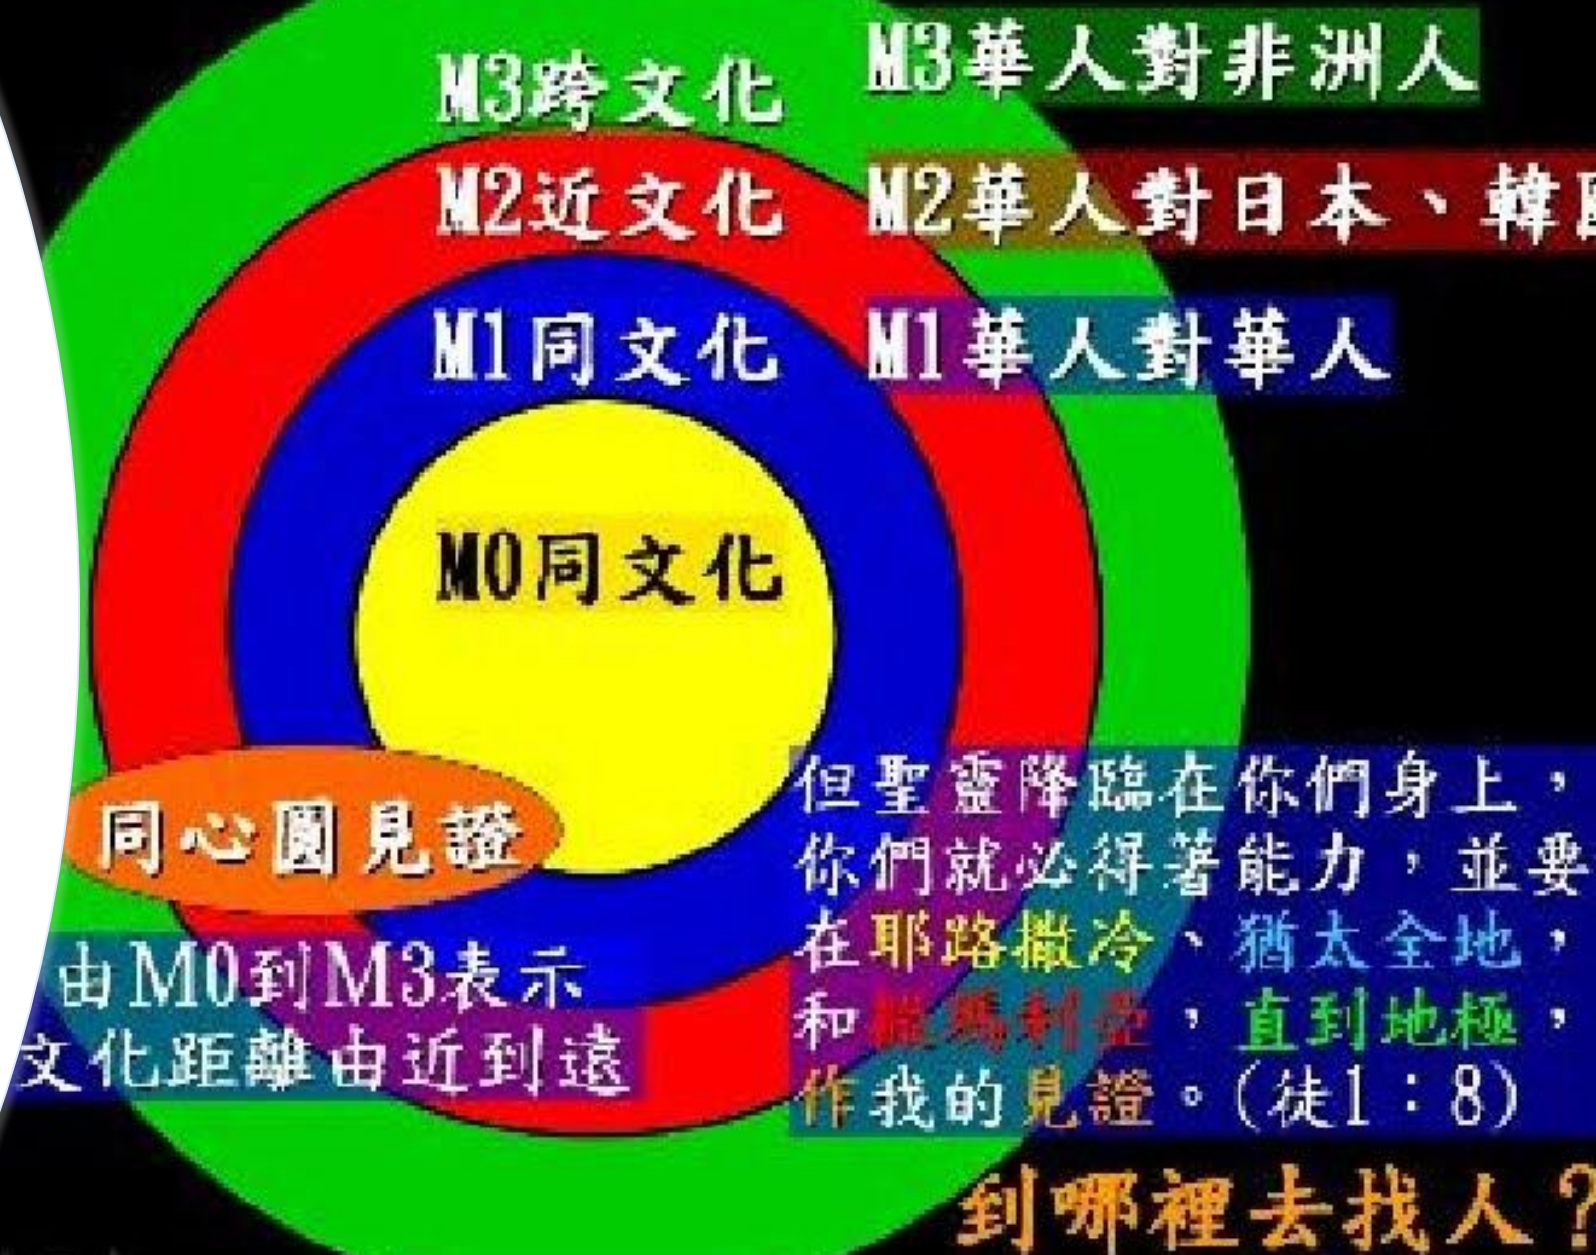 M3跨文化
M3華人對非洲人
M2近文化
M2華人對日本、韓
M1同文化
M1華人對華人
M0同文化
同心圓見證
由M0到M3表示
文化距離由近到遠
但聖靈降臨在你們身上，
你們就必得著能力，並要
在耶路撒冷、猶太全地，
和撒瑪利亞，直到地極，
作我的見證。(徒1：8)
到哪裡去找人？